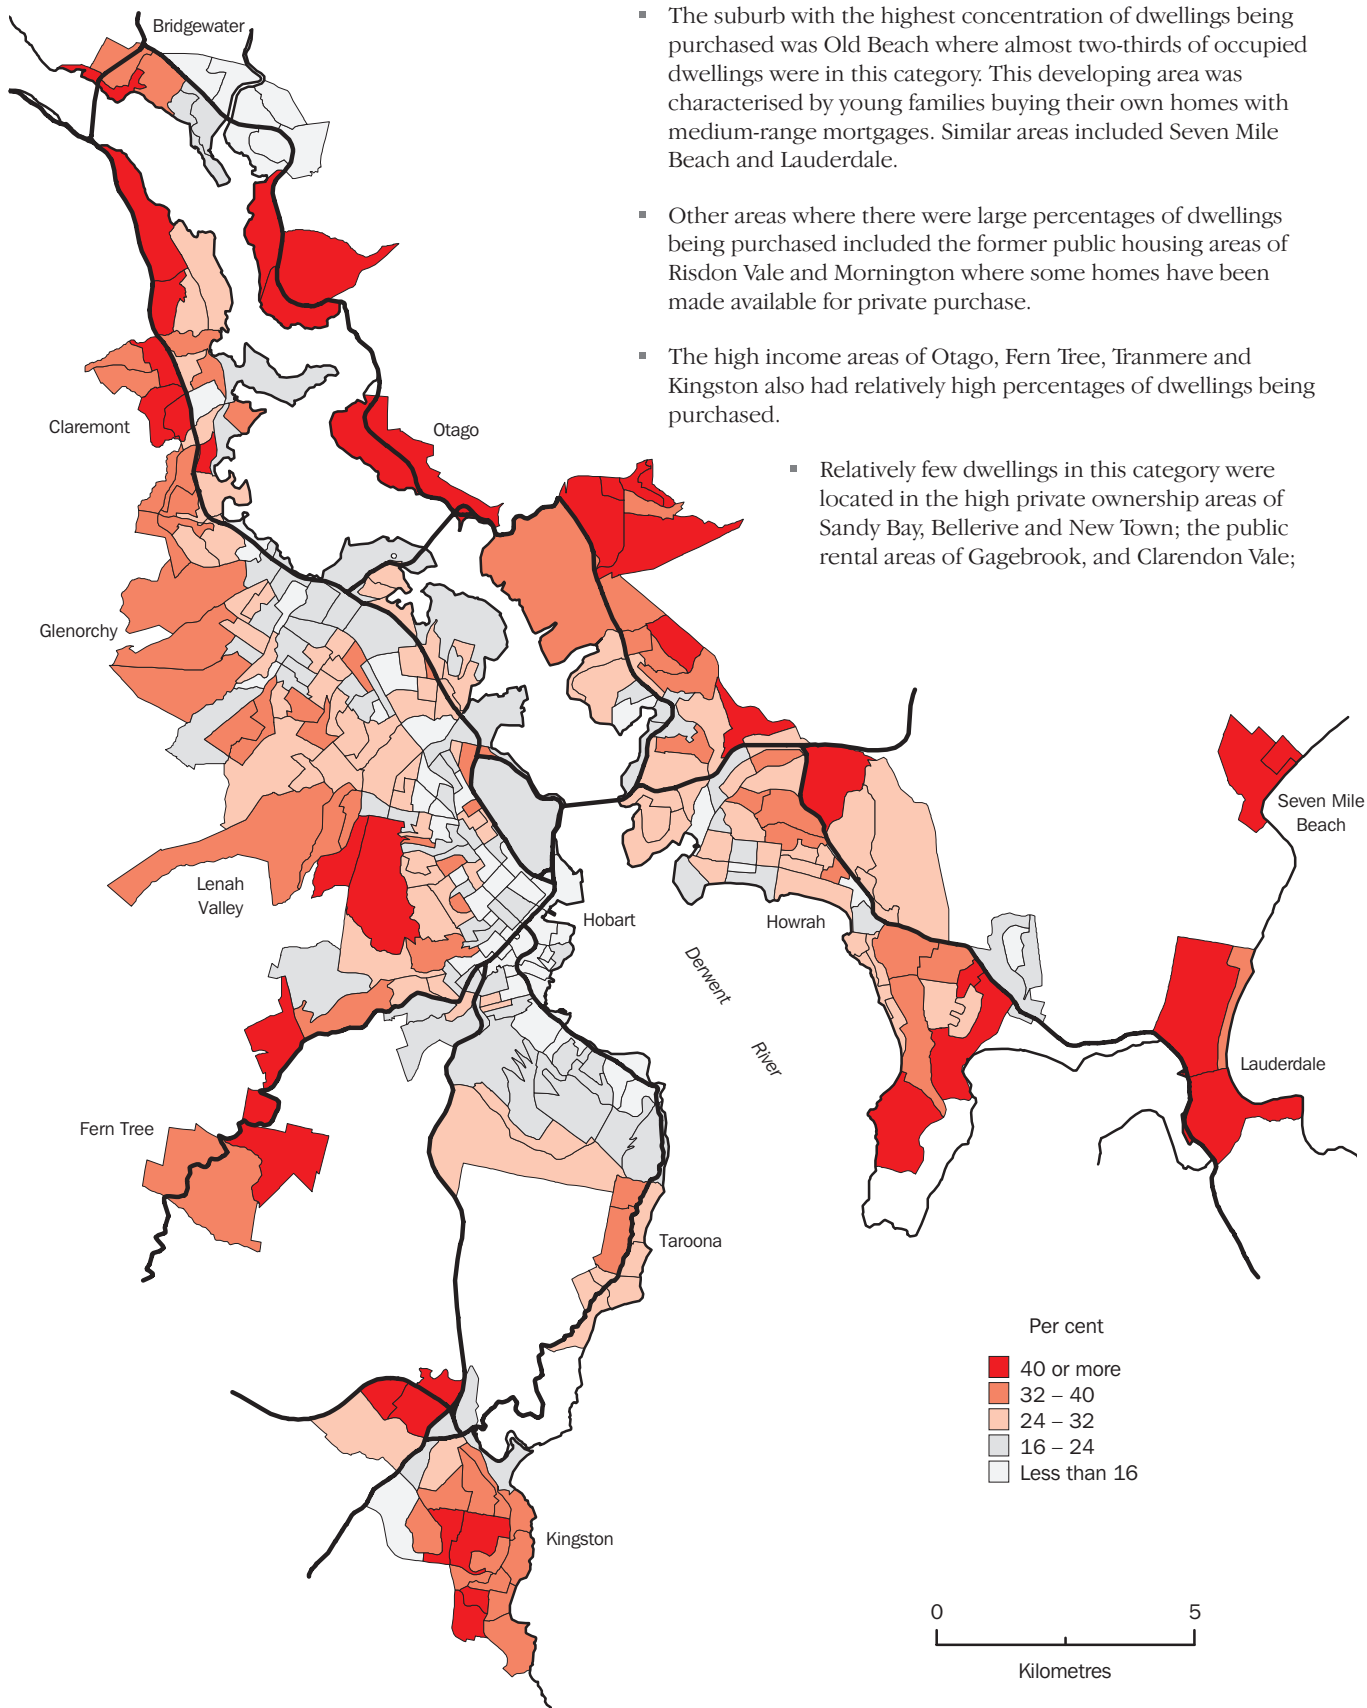 ▪ The suburb with the highest concentration of dwellings being
purchased was Old Beach where almost two-thirds of occupied
dwellings were in this category. This developing area was
characterised by young families buying their own homes with
medium-range mortgages. Similar areas included Seven Mile
Beach and Lauderdale.
▪ Other areas where there were large percentages of dwellings
being purchased included the former public housing areas of
Risdon Vale and Mornington where some homes have been
made available for private purchase.
▪ The high income areas of Otago, Fern Tree, Tranmere and
Kingston also had relatively high percentages of dwellings being
purchased.
▪ Relatively few dwellings in this category were
located in the high private ownership areas of
Sandy Bay, Bellerive and New Town; the public
rental areas of Gagebrook, and Clarendon Vale;
Bridgewater
Claremont
Otago
Glenorchy
Seven Mile
Beach
Lenah
Valley
Hobart
Howrah
Derwent
River
Lauderdale
Fern Tree
Taroona
Kingston
Per cent
40 or more
32 – 40
24 – 32
16 – 24
Less than 16
0 5
Kilometres